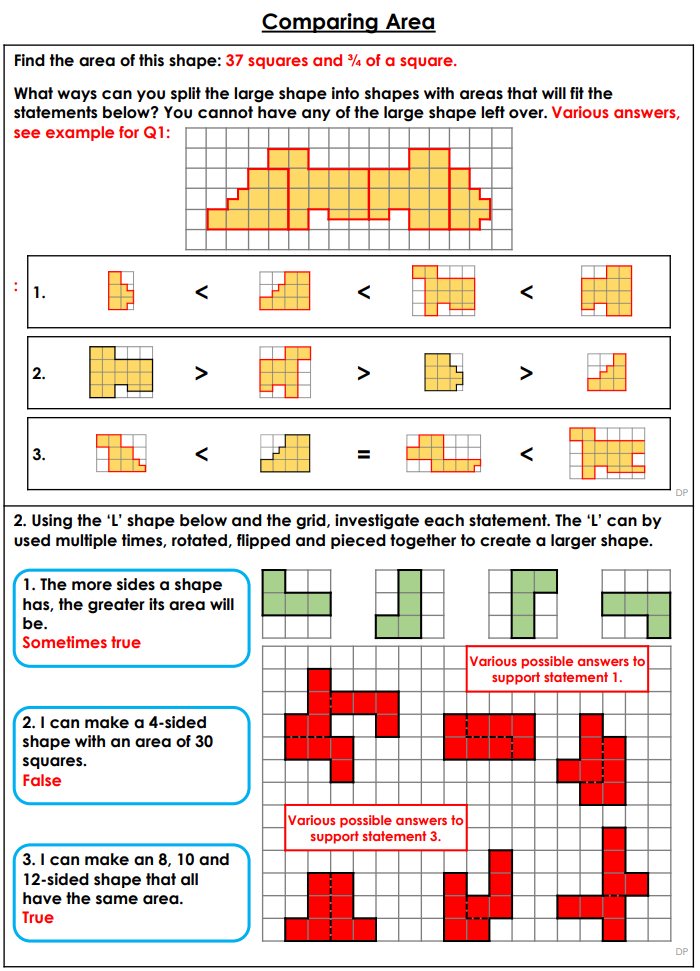 Comparing Area
Find the area of this shape: 37 squares and ¾ of a square.
What ways can you split the large shape into shapes with areas that will fit the
statements below? You cannot have any of the large shape left over. Various answers,
see example for Q1:
:
1. < < <
2. > > >
3. < = <
DP
2. Using the ‘L’ shape below and the grid, investigate each statement. The ‘L’ can by
used multiple times, rotated, flipped and pieced together to create a larger shape.
1. The more sides a shape
has, the greater its area will
be.
Sometimes true
Various possible answers to
support statement 1.
2. I can make a 4-sided
shape with an area of 30
squares.
False
Various possible answers to
support statement 3.
3. I can make an 8, 10 and
12-sided shape that all
have the same area.
True
DP